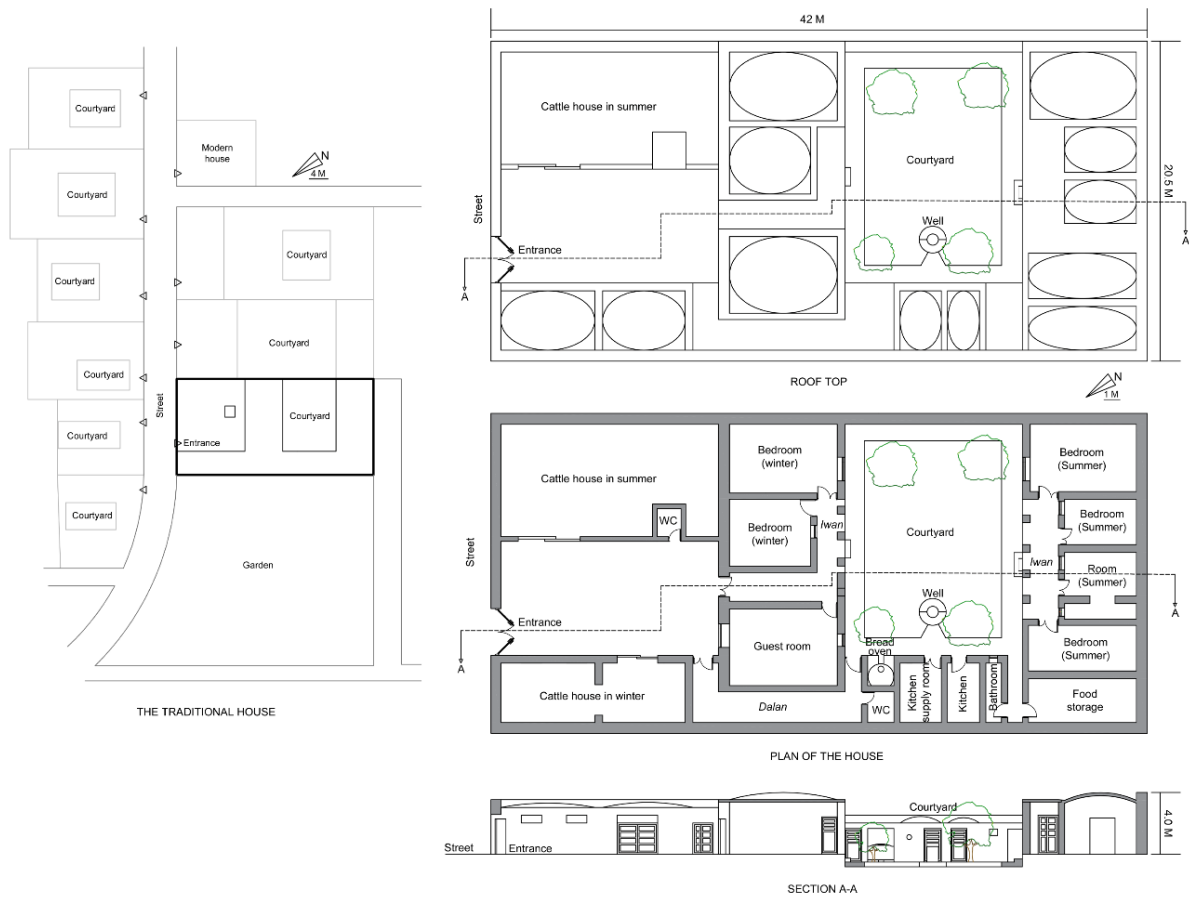 Courtyard
Courtyard
Courtyard
Courtyard
Courtyard
Courtyard
Modern
house
N
4 M
Courtyard
Courtyard
Courtyard
Street
Entrance
Garden
THE TRADITIONAL HOUSE
42 M
20.5 M
Cattle house in summer
Courtyard
Street
Entrance
Well
A
A
ROOF TOP
N
1 M
Cattle house in summer
WC
Bedroom
(winter)
Bedroom
(winter)
Iwan
Courtyard
Bedroom
(Summer)
Bedroom
(Summer)
Iwan
Room
(Summer)
Bedroom
(Summer)
Street
Entrance
Well
Guest room
Bread
oven
A
A
Cattle house in winter
Dalan
WC
Kitchen
supply room
Kitchen
Bathroom
Food
storage
PLAN OF THE HOUSE
Courtyard
4.0 M
Street
Entrance
SECTION A-A